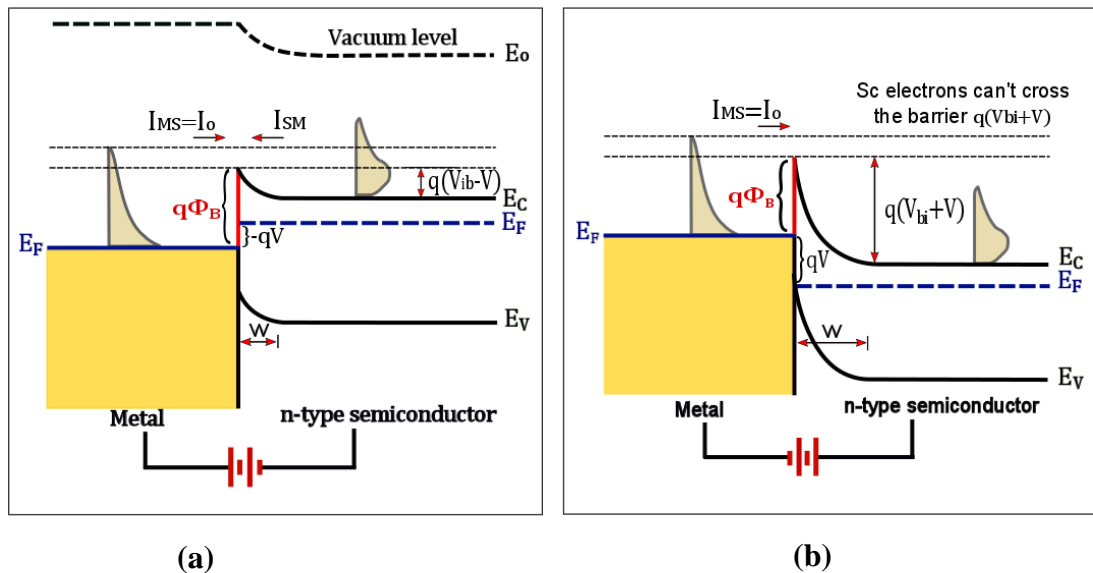 Vacuum level
Eo
IMS=Io
ISM
qΦB
q(Vib-V)
EC
EF
EF
}-qV
EV
W
Metal
n-type semiconductor
(a)
Sc electrons can't cross
the barrier q(Vbi+V)
IMS=Io
qΦB
q(Vbi+V)
EF
qV
EC
EF
W
EV
Metal
n-type semiconductor
(b)